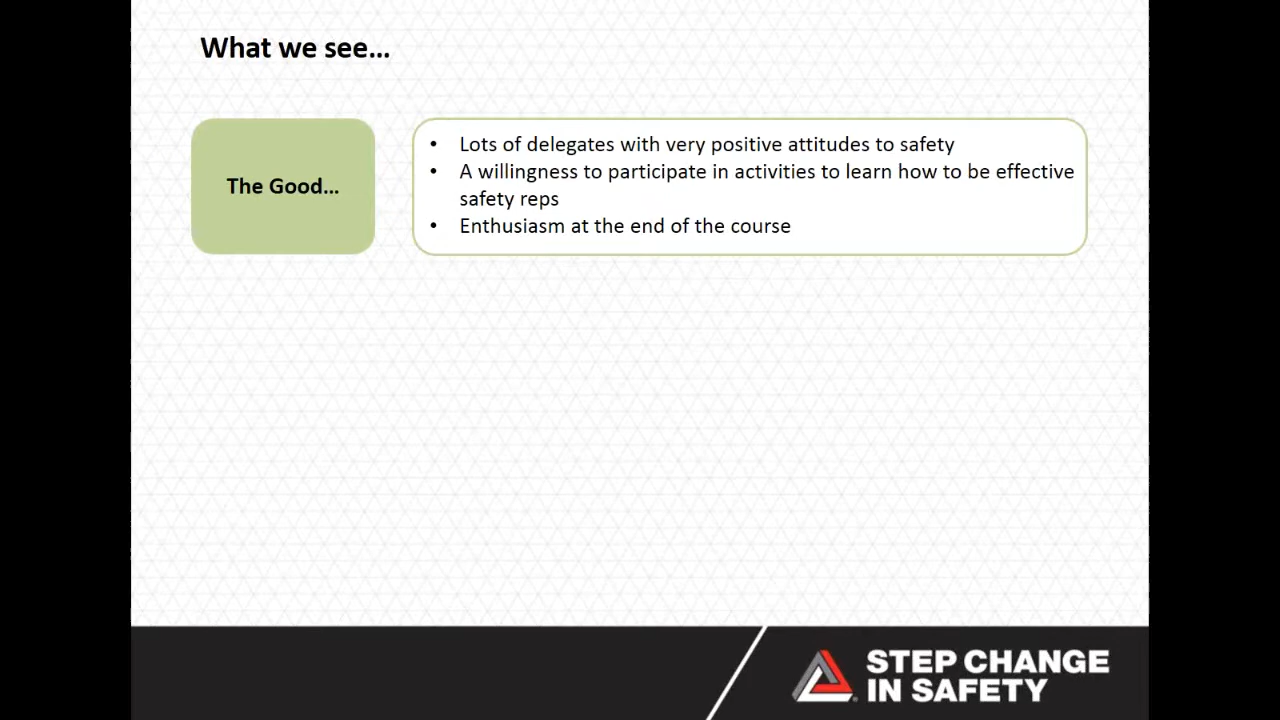 What we see...
The Good...
• Lots of delegates with very positive attitudes to safety
• A willingness to participate in activities to learn how to be effective
safety reps
• Enthusiasm at the end of the course
STEP CHANGE
IN SAFETY